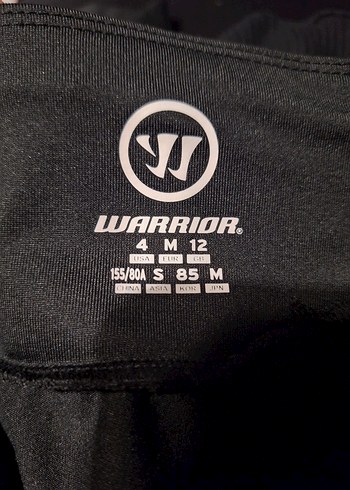 WARRIOR®
4 M 12
USA EUR GB
155/80A S 85 M
CHINA ASIA KOR JPN